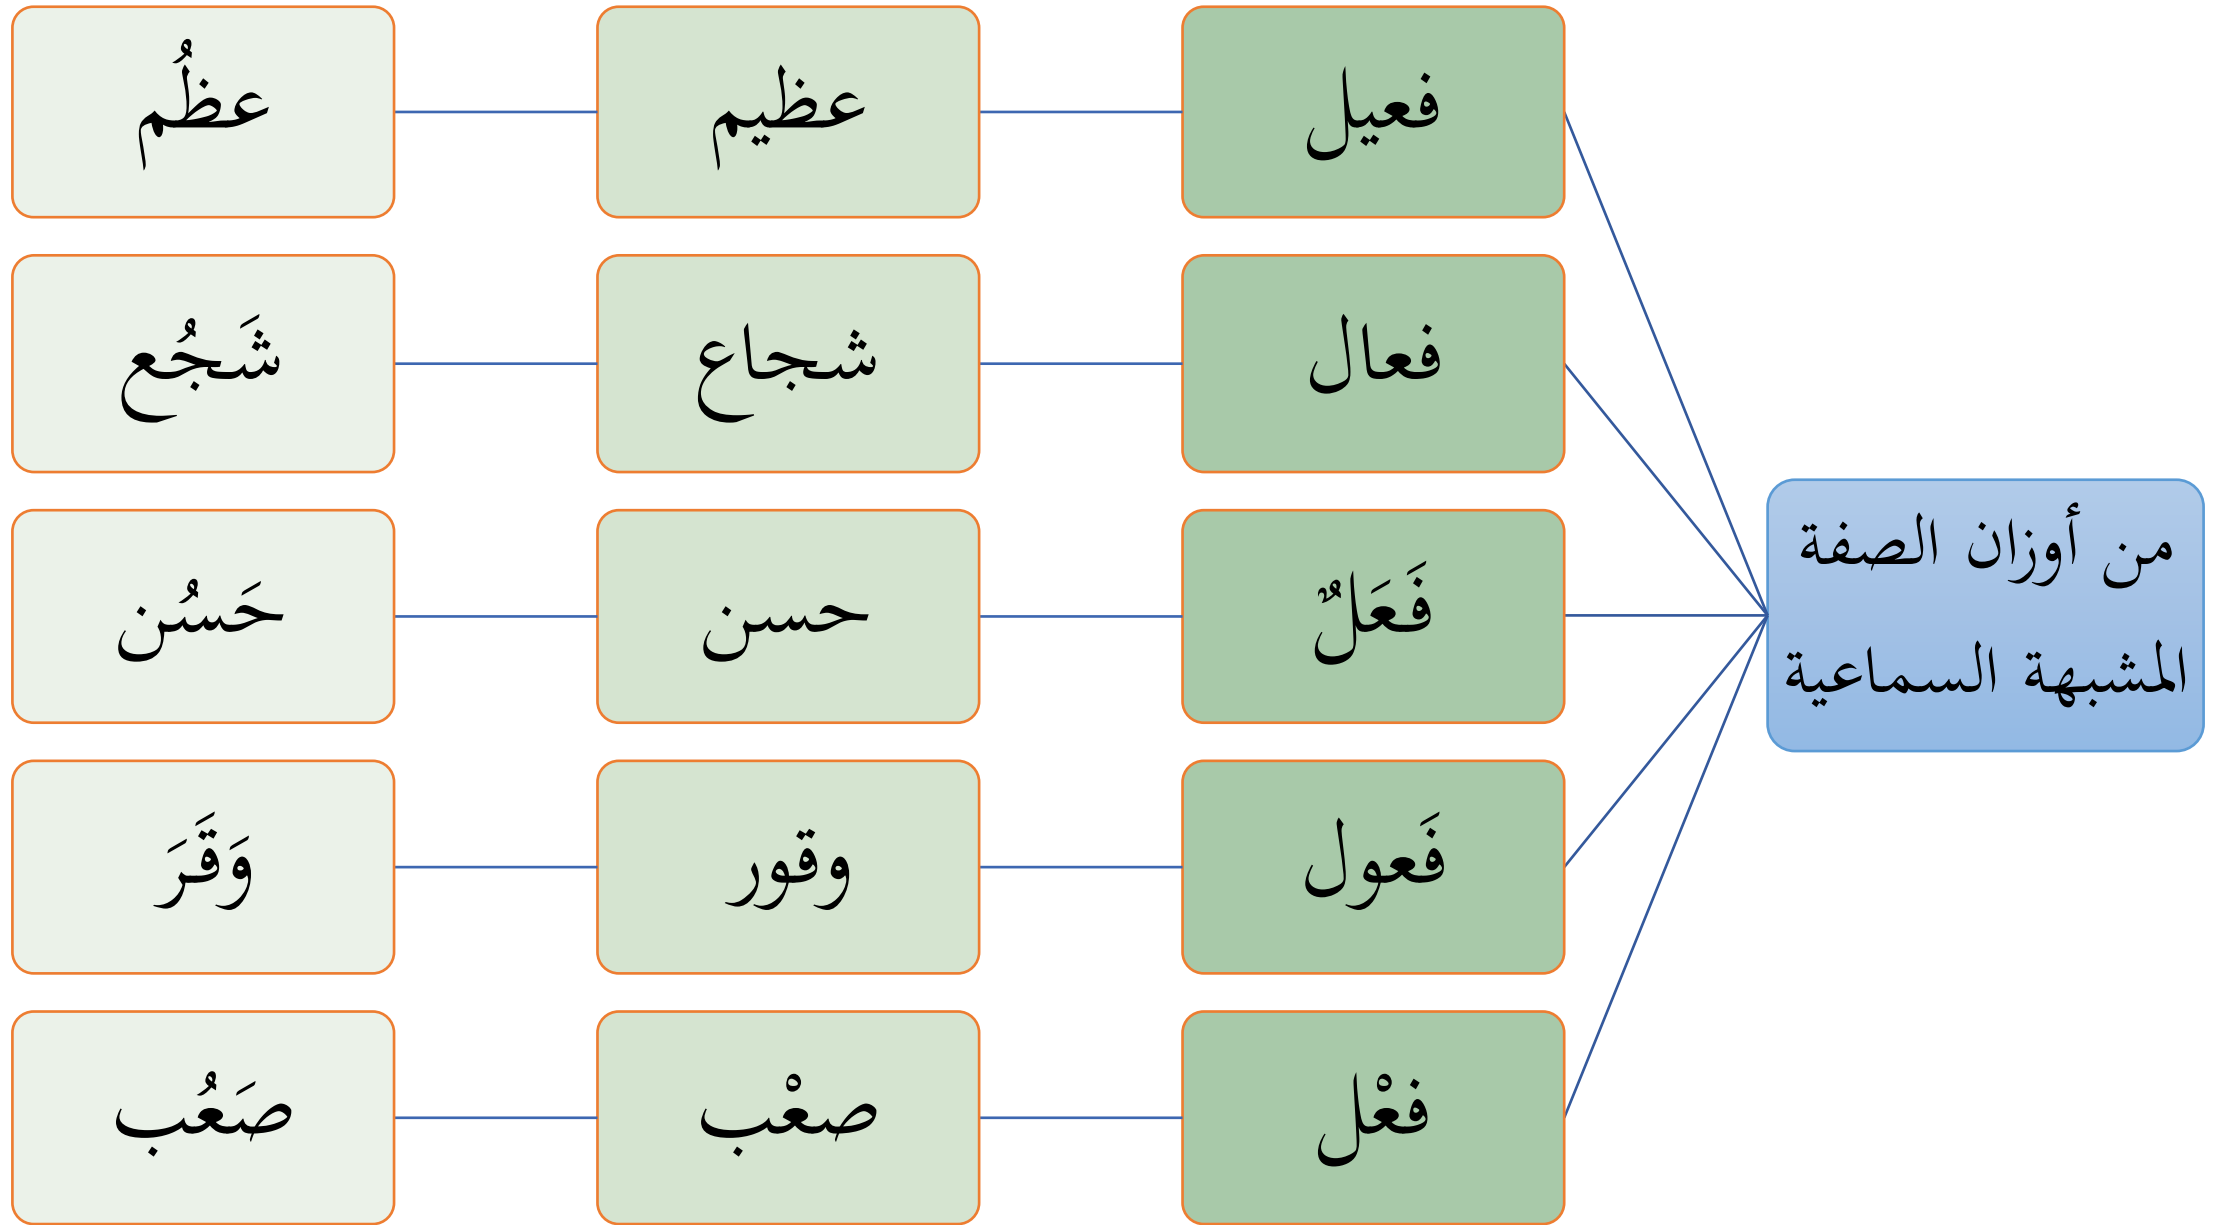 من أوزان الصفة
المشبهة السماعية
فعيل
عظيم
عظُم
فعال
شجاع
شَجُع
فَعَلٌ
حسن
حَسُن
فَعول
وقور
وَقَرَ
فعْل
صعْب
صَعُب